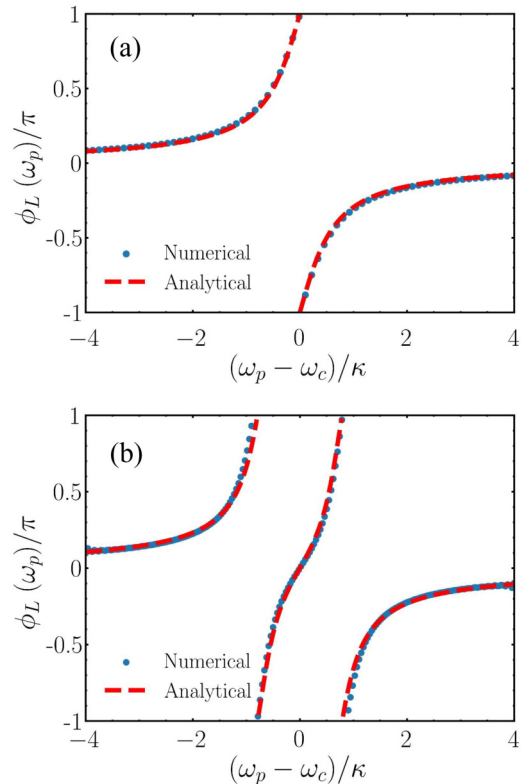 (a)
1
0.5
0
-0.5
-1
ϕ_L (ω_p)/π
Numerical
Analytical
−4 −2 0 2 4
(ω_p − ω_c)/κ
(b)
1
0.5
0
-0.5
-1
ϕ_L (ω_p)/π
Numerical
Analytical
−4 −2 0 2 4
(ω_p − ω_c)/κ